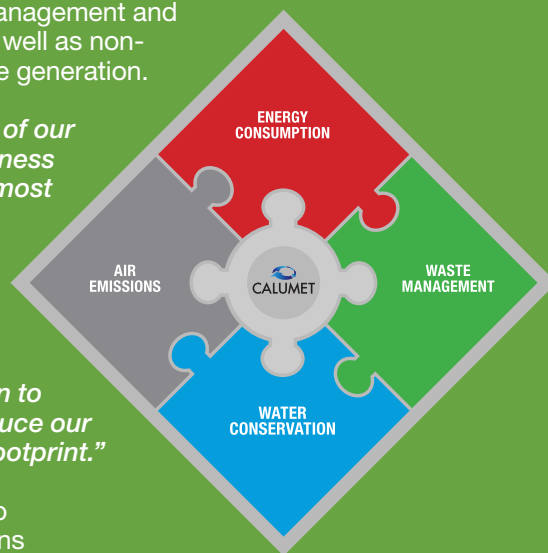 anagement and
well as non-
e generation.
of our
ness
most
n to
uce our
ootprint.”
o
ns
ENERGY
CONSUMPTION
AIR
EMISSIONS
CALUMET
WASTE
MANAGEMENT
WATER
CONSERVATION